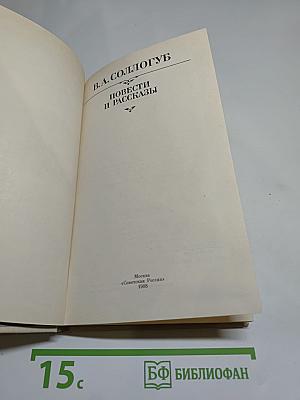 В. А. СОЛЛОГУБ
ПОВЕСТИ
И РАССКАЗЫ
Москва
«Советская Россия»
1988
15с
БФ БИБЛИОФАН